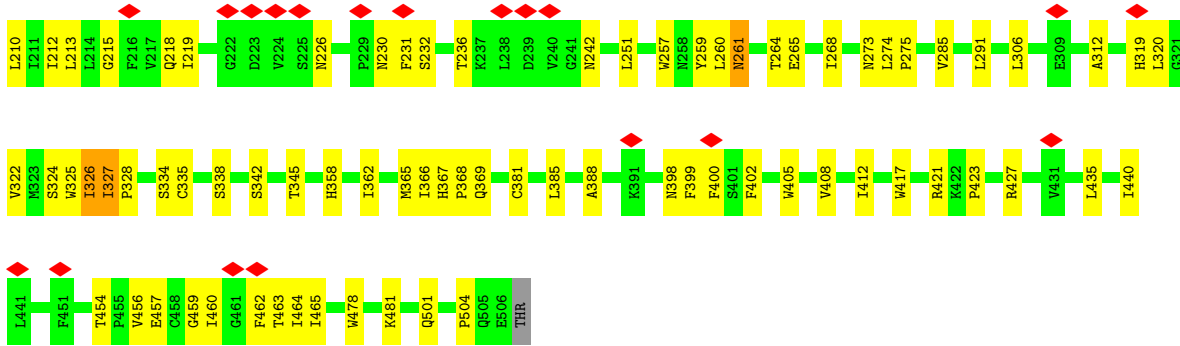 L210 I211 I212 L213 L214 G215 F216 V217 Q218 I219 G222 D223 V224 S225 N226 P229 N230 F231 S232 T236 K237 L238 D239 V240 G241 N242 L251 W257 N258 Y259 L260 N261 T264 E265 I268 N273 L274 P275 V285 L291 L306 E309 A312 H319 L320 G321
V322 M323 S324 W325 I326 I327 P328 S334 C335 S338 S342 T345 H358 I362 M365 I366 H367 P368 Q369 C381 L385 A388 K391 N398 F399 F400 S401 F402 W405 V408 I412 W417 R421 K422 P423 R427 V431 L435 I440
L441 F451 T454 P455 V456 E457 C458 G459 I460 G461 F462 T463 I464 I465 W478 K481 Q501 P504 Q505 E506 THR